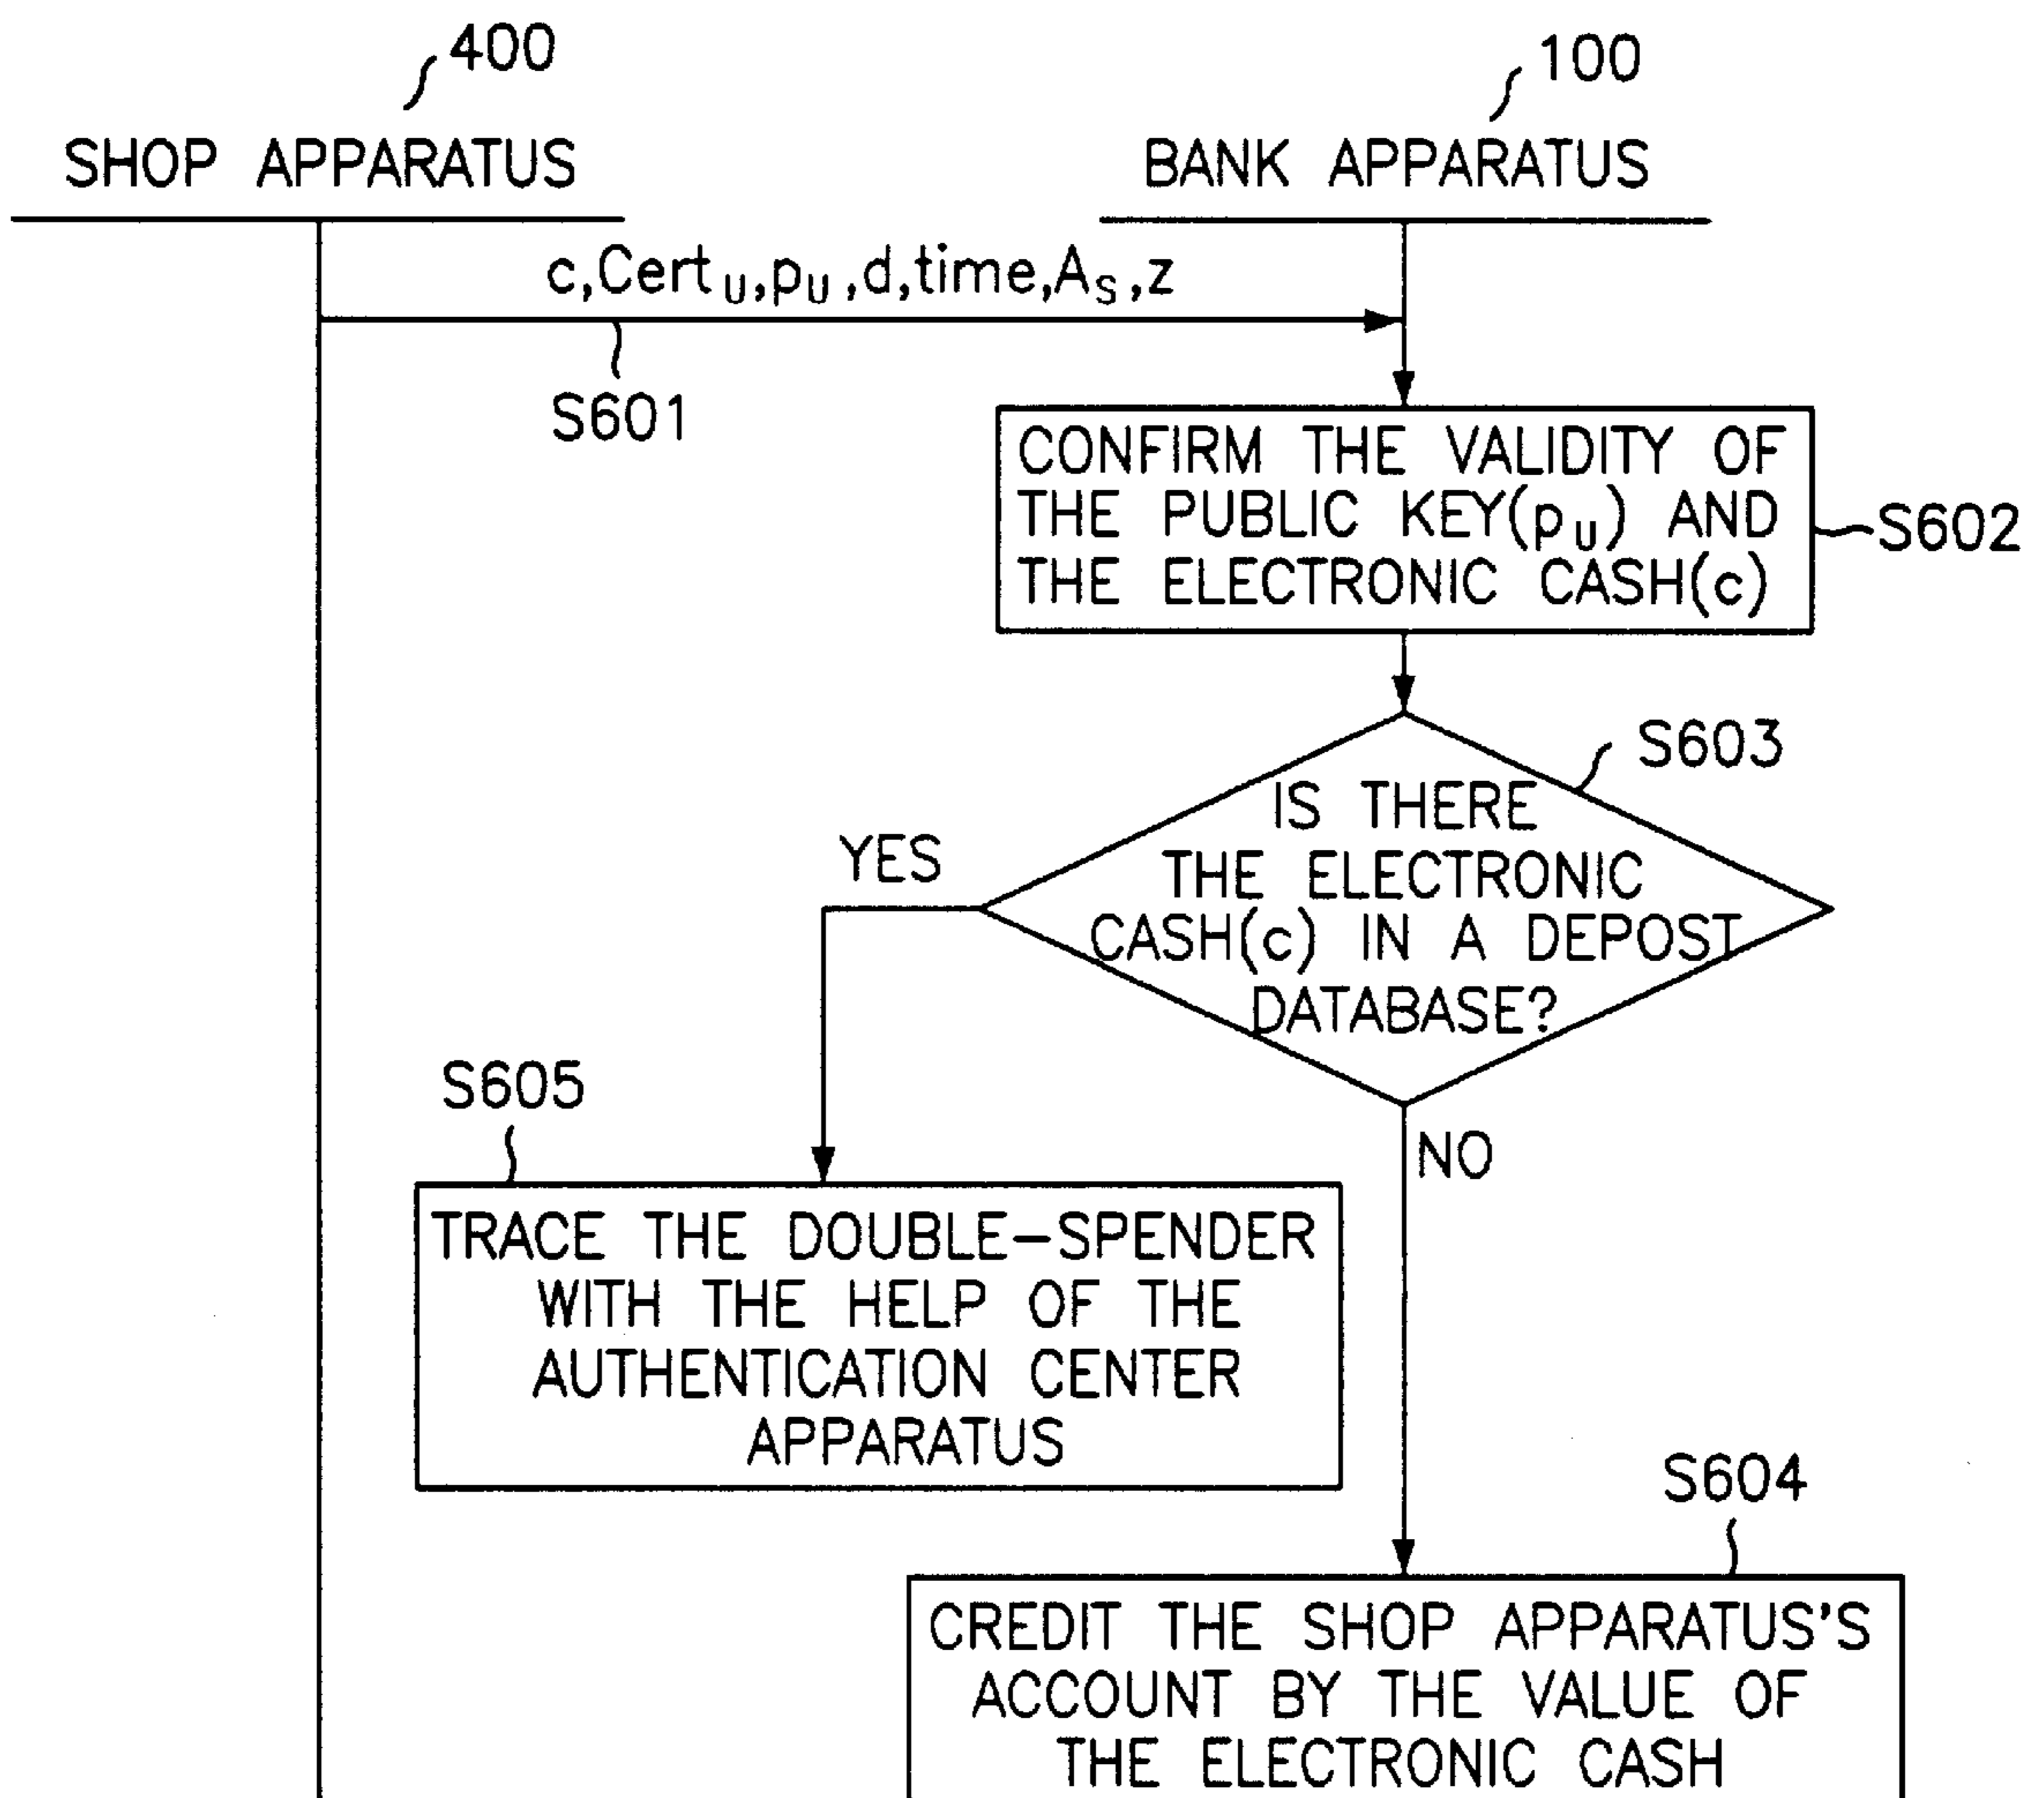 400
100
SHOP APPARATUS
BANK APPARATUS
c,Cert U,pU,d,time,AS,z
S601
CONFIRM THE VALIDITY OF
THE PUBLIC KEY(pU) AND
THE ELECTRONIC CASH(c)
S602
S603
IS THERE
THE ELECTRONIC
CASH(c) IN A DEPOST
DATABASE?
YES
NO
S605
TRACE THE DOUBLE-SPENDER
WITH THE HELP OF THE
AUTHENTICATION CENTER
APPARATUS
S604
CREDIT THE SHOP APPARATUS'S
ACCOUNT BY THE VALUE OF
THE ELECTRONIC CASH